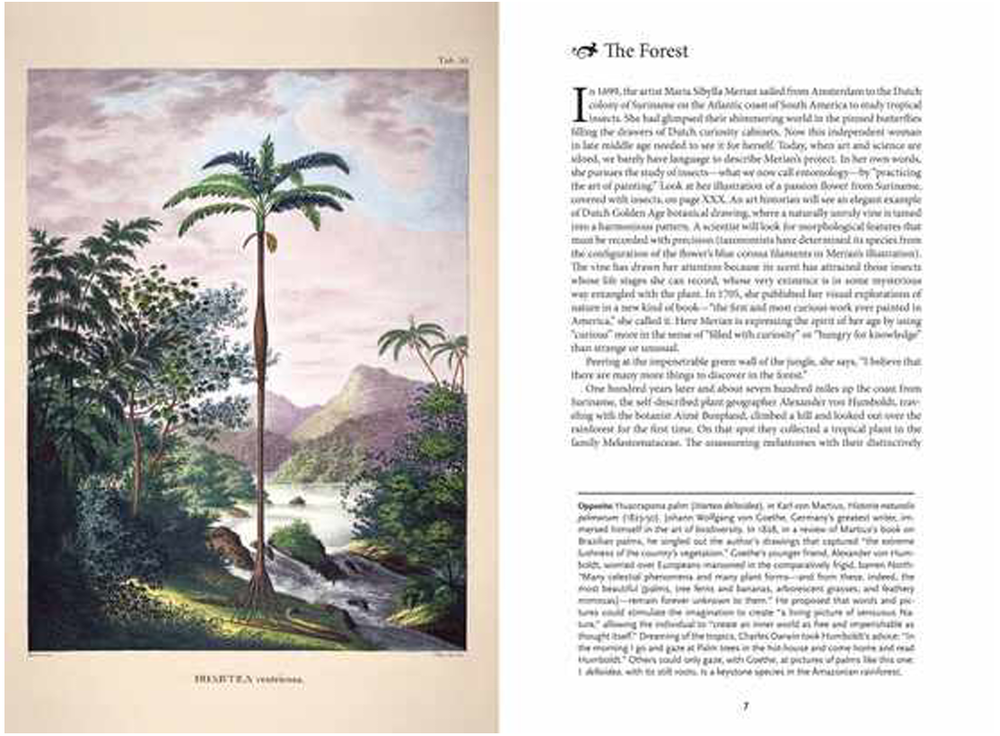 Tab. 35
IRIARTEA ventricosa.
The Forest
In 1699, the artist Maria Sibylla Merian sailed from Amsterdam to the Dutch
colony of Suriname on the Atlantic coast of South America to study tropical
insects. She had glimpsed their shimmering world in the pinned butterflies
filling the drawers of Dutch curiosity cabinets. Now this independent woman
in late middle age needed to see it for herself. Today, when art and science are
siloed, we barely have language to describe Merian's project. In her own words,
she pursues the study of insects—what we now call entomology—by "practicing
the art of painting." Look at her illustration of a passion flower from Suriname,
covered with insects, on page XXX. An art historian will see an elegant example
of Dutch Golden Age botanical drawing, where a naturally unruly vine is tamed
into a harmonious pattern. A scientist will look for morphological features that
must be recorded with precision (taxonomists have determined its species from
the configuration of the flower's blue corona filaments in Merian's illustration).
The vine has drawn her attention because its scent has attracted those insects
whose life stages she can record, whose very existence is in some mysterious
way entangled with the plant. In 1705, she published her visual explorations of
nature in a new kind of book—"the first and most curious work ever painted in
America," she called it. Here Merian is expressing the spirit of her age by using
"curious" more in the sense of "filled with curiosity" or "hungry for knowledge"
than strange or unusual.
Peering at the impenetrable green wall of the jungle, she says, "I believe that
there are many more things to discover in the forest."
One hundred years later and about seven hundred miles up the coast from
Suriname, the self-described plant geographer Alexander von Humboldt, trav-
eling with the botanist Aimé Bonpland, climbed a hill and looked out over the
rainforest for the first time. On that spot they collected a tropical plant in the
family Melastomataceae. The unassuming melastomes with their distinctively
Opposite: Huacrapona palm (Iriartea deltoidea), in Karl von Martius, Historia naturalis
palmarum (1823–50). Johann Wolfgang von Goethe, Germany's greatest writer, im-
mersed himself in the art of biodiversity. In 1828, in a review of Martius's book on
Brazilian palms, he singled out the author's drawings that captured "the extreme
lushness of the country's vegetation." Goethe's younger friend, Alexander von Hum-
boldt, worried over Europeans marooned in the comparatively frigid, barren North:
"Many celestial phenomena and many plant forms—and from these, indeed, the
most beautiful (palms, tree ferns and bananas, arborescent grasses, and feathery
mimosas)—remain forever unknown to them." He proposed that words and pic-
tures could stimulate the imagination to create "a living picture of sensuous Na-
ture," allowing the individual to "create an inner world as free and imperishable as
thought itself." Dreaming of the tropics, Charles Darwin took Humboldt's advice: "In
the morning I go and gaze at Palm trees in the hot-house and come home and read
Humboldt." Others could only gaze, with Goethe, at pictures of palms like this one:
I. deltoidea, with its stilt roots, is a keystone species in the Amazonian rainforest.
7